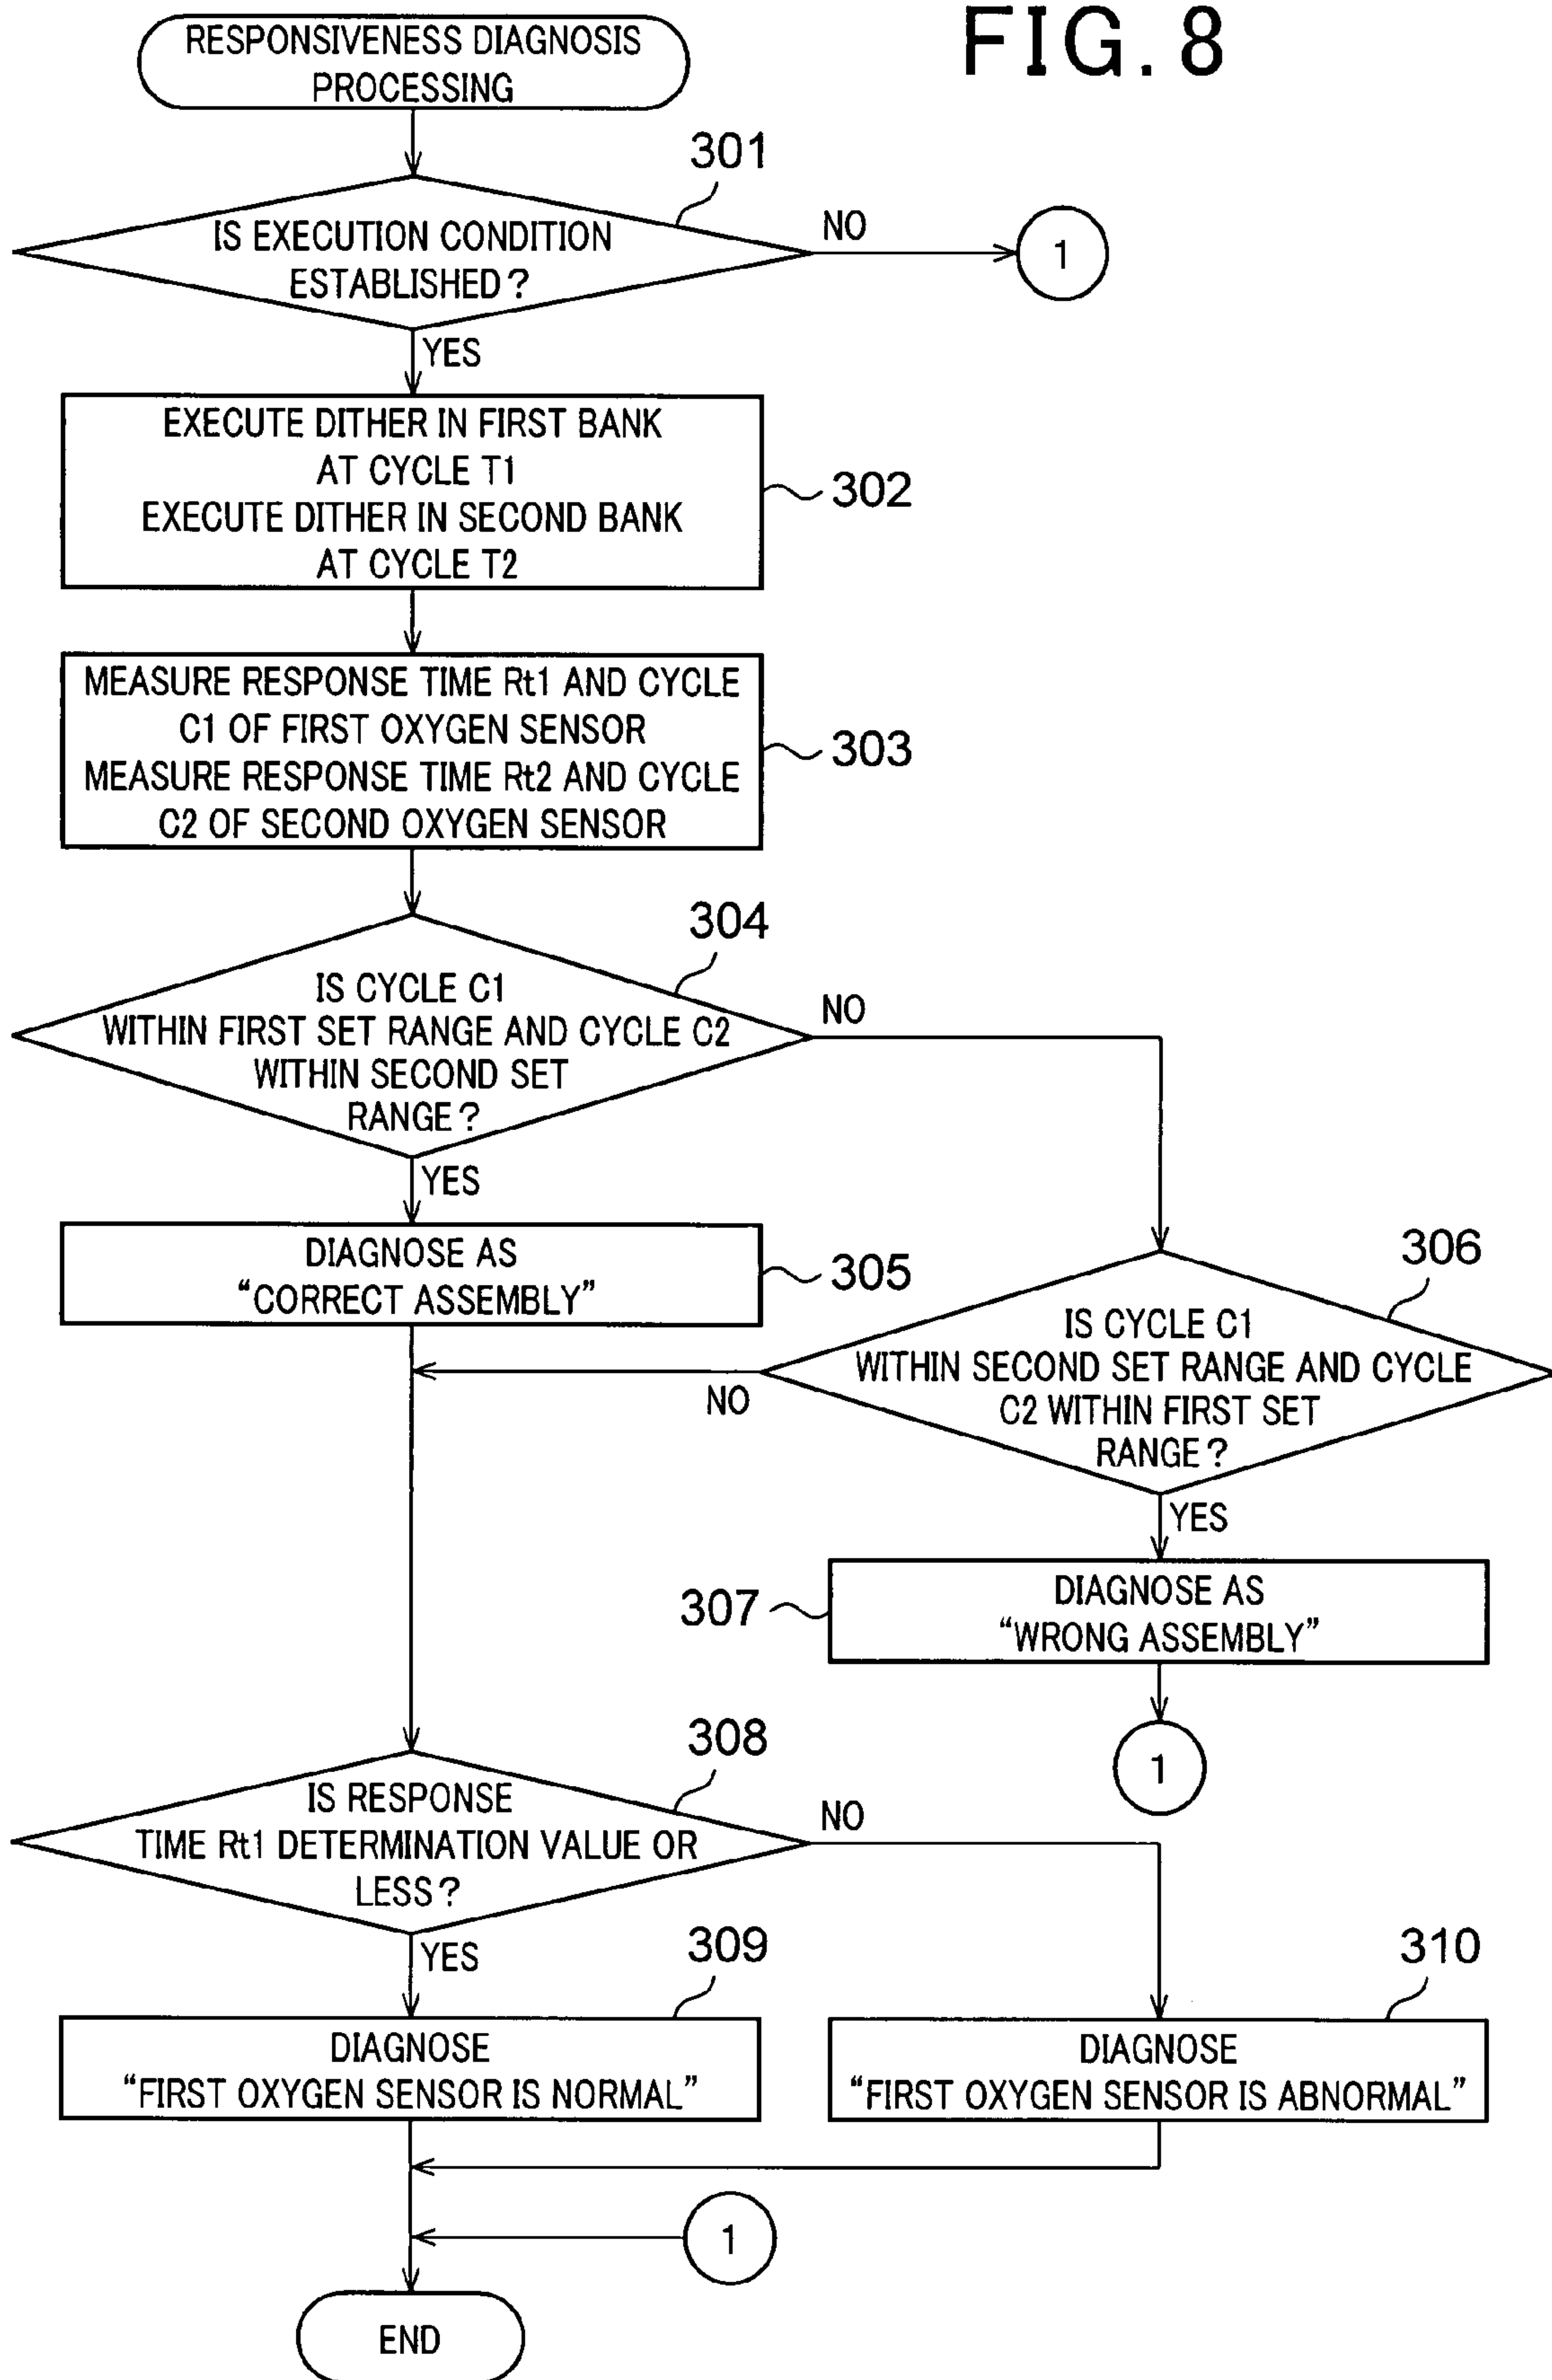 FIG. 8
RESPONSIVENESS DIAGNOSIS
PROCESSING
301
IS EXECUTION CONDITION
ESTABLISHED?
NO
1
YES
EXECUTE DITHER IN FIRST BANK
AT CYCLE T1
EXECUTE DITHER IN SECOND BANK
AT CYCLE T2
302
MEASURE RESPONSE TIME Rt1 AND CYCLE
C1 OF FIRST OXYGEN SENSOR
MEASURE RESPONSE TIME Rt2 AND CYCLE
C2 OF SECOND OXYGEN SENSOR
303
304
IS CYCLE C1
WITHIN FIRST SET RANGE AND CYCLE C2
WITHIN SECOND SET
RANGE?
NO
YES
DIAGNOSE AS
“CORRECT ASSEMBLY”
305
306
IS CYCLE C1
WITHIN SECOND SET RANGE AND CYCLE
C2 WITHIN FIRST SET
RANGE?
NO
YES
307
DIAGNOSE AS
“WRONG ASSEMBLY”
1
308
IS RESPONSE
TIME Rt1 DETERMINATION VALUE OR
LESS?
NO
YES
309
DIAGNOSE
“FIRST OXYGEN SENSOR IS NORMAL”
310
DIAGNOSE
“FIRST OXYGEN SENSOR IS ABNORMAL”
1
END